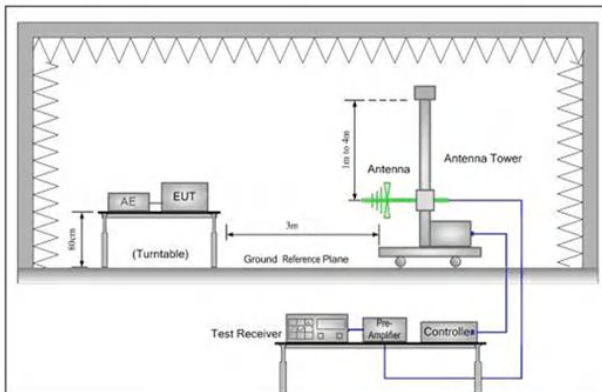 1m to 4m
Antenna
Antenna Tower
AE
EUT
80cm
(Turntable)
3m
Ground Reference Plane
Test Receiver
Pre-
Amplifier
Controller